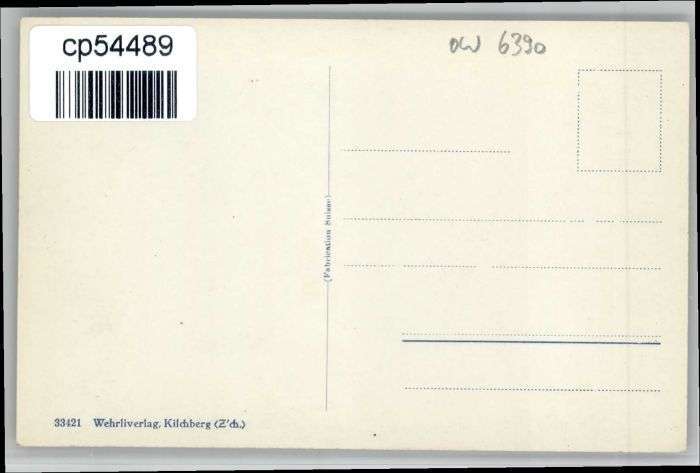 cp54489
OW 6390
(Fabrication Suisse)
33421 Wehrliverlag, Kilchberg (Z'ch.)